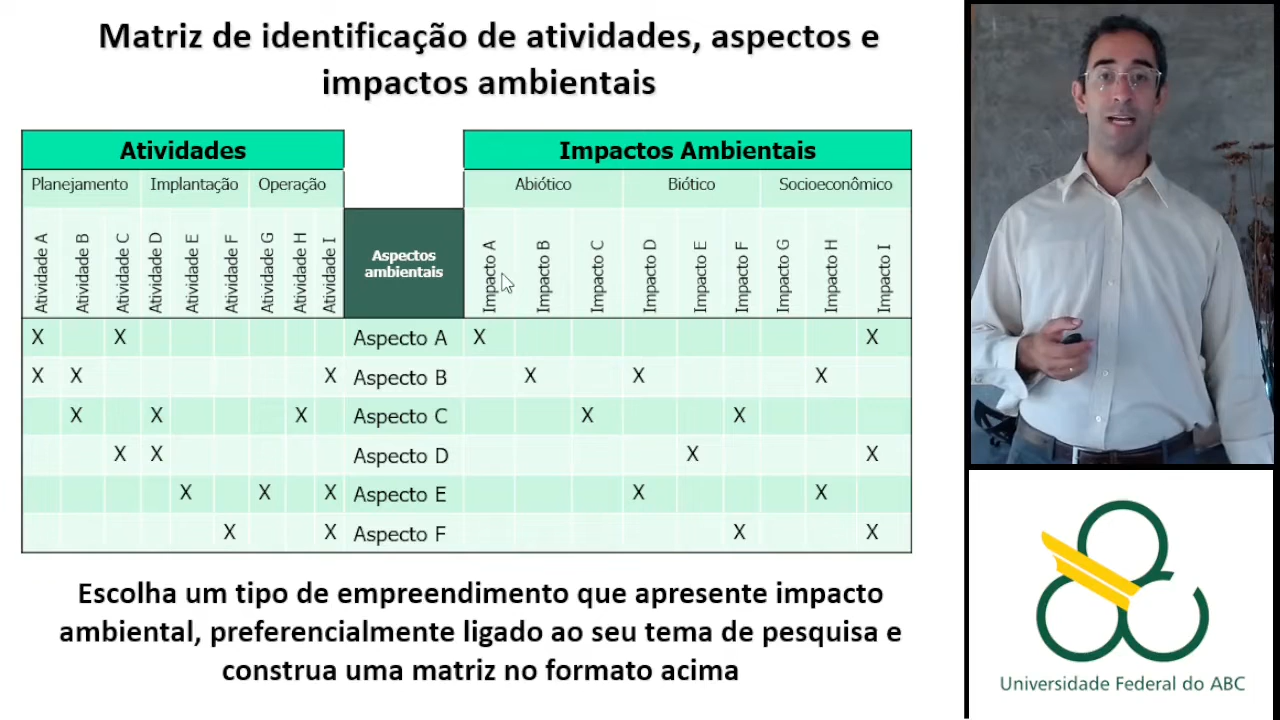 Matriz de identificação de atividades, aspectos e
impactos ambientais
Atividades
Impactos Ambientais
Planejamento Implantação Operação
Abiótico Biótico Socioeconômico
Atividade A Atividade B Atividade C Atividade D Atividade E Atividade F Atividade G Atividade H Atividade I
Aspectos
ambientais
Impacto A Impacto B Impacto C Impacto D Impacto E Impacto F Impacto G Impacto H Impacto I
X X Aspecto A X X
X X X Aspecto B X X X
X X X Aspecto C X X
X X Aspecto D X X
X X X Aspecto E X X
X X Aspecto F X X
Escolha um tipo de empreendimento que apresente impacto
ambiental, preferencialmente ligado ao seu tema de pesquisa e
construa uma matriz no formato acima
Universidade Federal do ABC